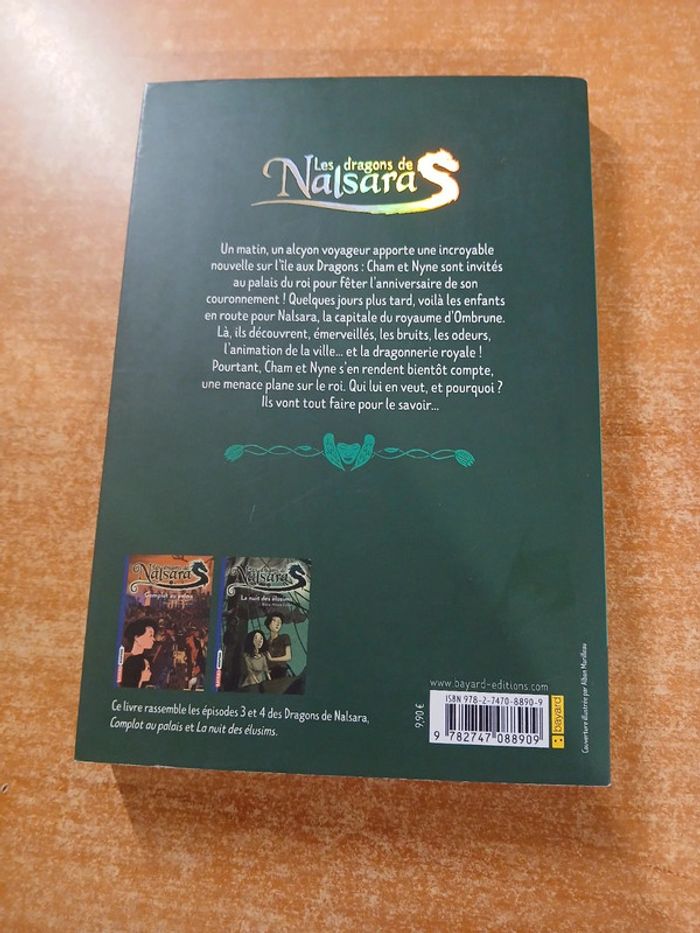 Les dragons de
Nalsara
Un matin, un alcyon voyageur apporte une incroyable
nouvelle sur l'île aux Dragons : Cham et Nyne sont invités
au palais du roi pour fêter l'anniversaire de son
couronnement ! Quelques jours plus tard, voilà les enfants
en route pour Nalsara, la capitale du royaume d'Ombrune.
Là, ils découvrent, émerveillés, les bruits, les odeurs,
l'animation de la ville... et la dragonnerie royale !
Pourtant, Cham et Nyne s'en rendent bientôt compte,
une menace plane sur le roi. Qui lui en veut, et pourquoi ?
Ils vont tout faire pour le savoir...
Les dragons de
Nalsara
Complot au palais
Nalsara
La nuit des élusims
Ce livre rassemble les épisodes 3 et 4 des Dragons de Nalsara,
Complot au palais et La nuit des élusims.
www.bayard-editions.com
ISBN 978-2-7470-8890-9
9,90 €
9 782747 088909
bayard
Couverture illustrée par Alban Marilleau